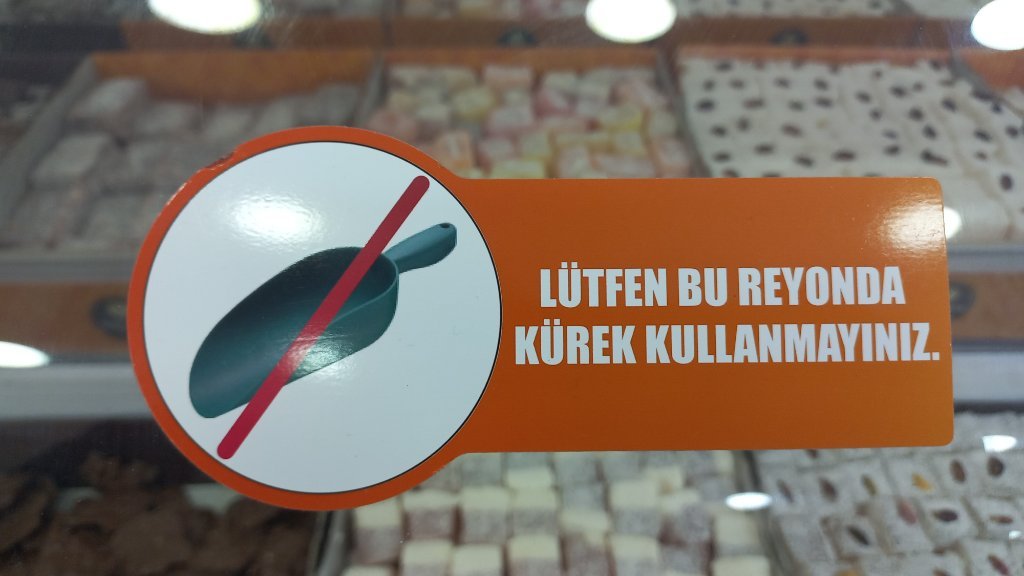 LÜTFEN BU REYONDA
KÜREK KULLANMAYINIZ.